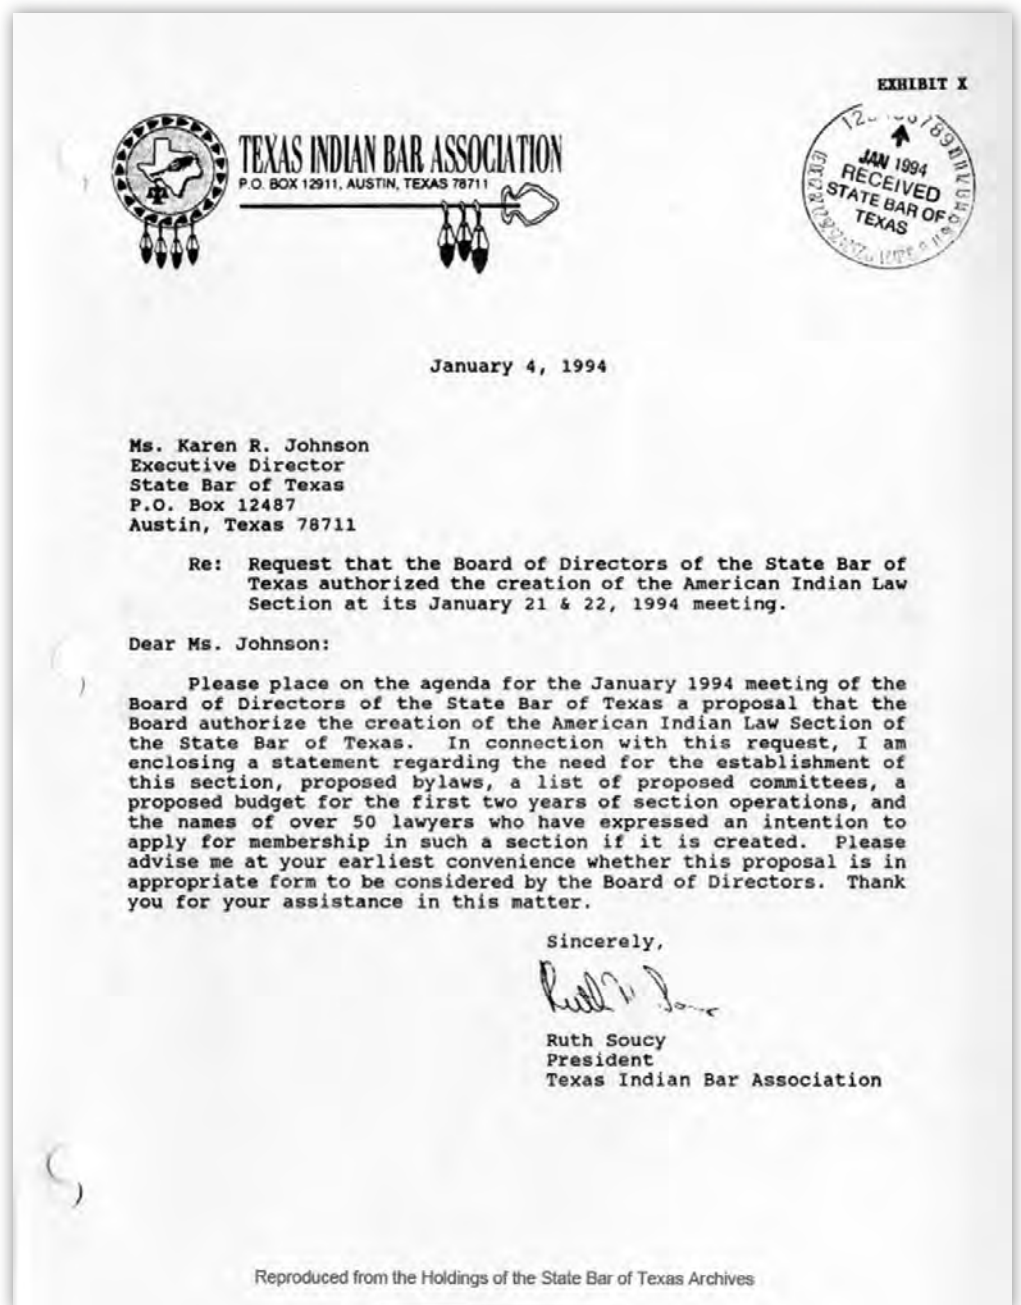 EXHIBIT X
TEXAS INDIAN BAR ASSOCIATION
P.O. BOX 12911, AUSTIN, TEXAS 78711
JAN 1994
RECEIVED
STATE BAR OF
TEXAS
January 4, 1994
Ms. Karen R. Johnson
Executive Director
State Bar of Texas
P.O. Box 12487
Austin, Texas 78711
Re: Request that the Board of Directors of the State Bar of
Texas authorized the creation of the American Indian Law
Section at its January 21 & 22, 1994 meeting.
Dear Ms. Johnson:
Please place on the agenda for the January 1994 meeting of the
Board of Directors of the State Bar of Texas a proposal that the
Board authorize the creation of the American Indian Law Section of
the State Bar of Texas. In connection with this request, I am
enclosing a statement regarding the need for the establishment of
this section, proposed bylaws, a list of proposed committees, a
proposed budget for the first two years of section operations, and
the names of over 50 lawyers who have expressed an intention to
apply for membership in such a section if it is created. Please
advise me at your earliest convenience whether this proposal is in
appropriate form to be considered by the Board of Directors. Thank
you for your assistance in this matter.
Sincerely,
Ruth Soucy
President
Texas Indian Bar Association
Reproduced from the Holdings of the State Bar of Texas Archives